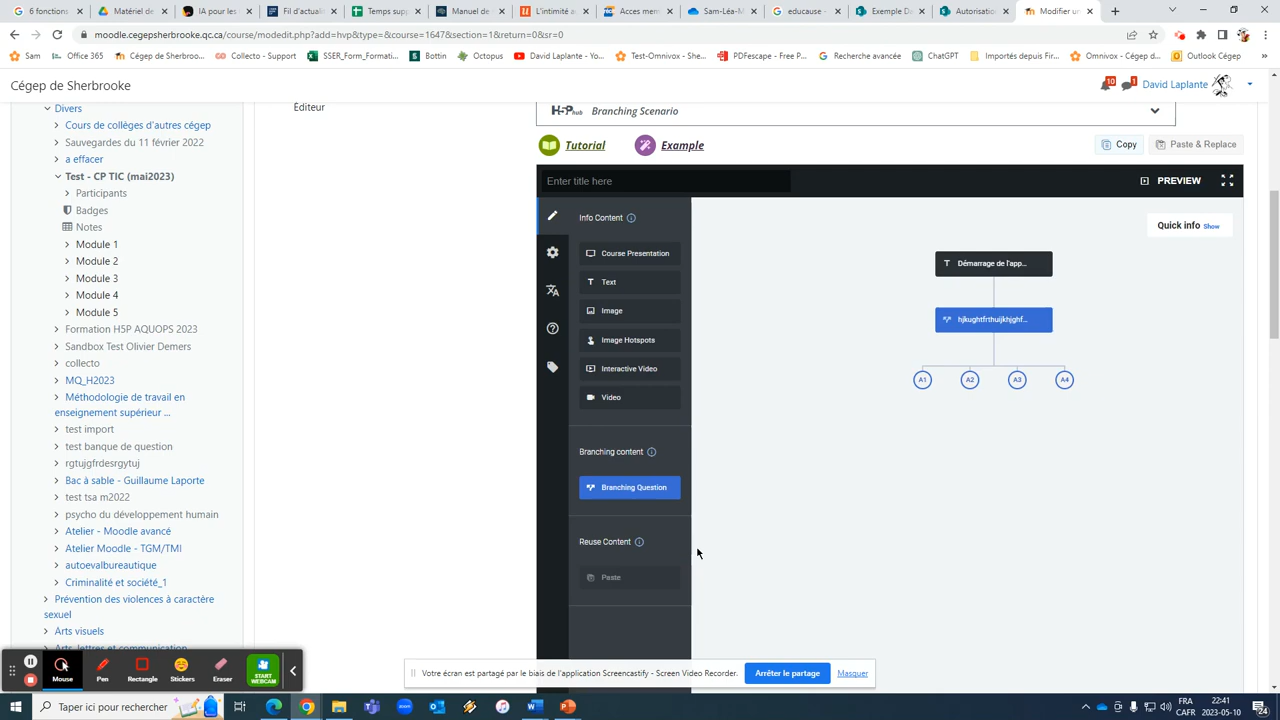 6 fonctions
Matériel de
IA pour les
Fil d'actuali
Temps supp
Manuel de
L'intimité a
Acces mem
Sam-Léa-M
educause -
Exemple De
Autorisatio
Modifier un
moodle.cegepsherbrooke.qc.ca/course/modedit.php?add=hvp&type=&course=1647&section=1&return=0&sr=0
Sam
Office 365
Cégep de Sherbroo...
Collecto - Support
SSER_Form_Formati...
Bottin
Octopus
David Laplante - Yo...
Test-Omnivox - Cég...
PDFescape - Free P...
Recherche avancée
ChatGPT
Importés depuis Fir...
Omnivox - Cégep d...
Outlook Cégep
Cégep de Sherbrooke
10
1
David Laplante
Divers
Cours de collèges d'autres cégep
Sauvegardes du 11 février 2022
a effacer
Test - CP TIC (mai2023)
Participants
Badges
Notes
Module 1
Module 2
Module 3
Module 4
Module 5
Formation H5P AQUOPS 2023
Sandbox Test Olivier Demers
collecto
MQ_H2023
Méthodologie de travail en
enseignement supérieur ...
test import
test banque de question
rgtujgfrdesrgytuj
Bac à sable - Guillaume Laporte
test tsa m2022
psycho du développement humain
Atelier - Moodle avancé
Atelier Moodle - TGM/TMI
autoevalbureautique
Criminalité et société_1
Prévention des violences à caractère
sexuel
Arts visuels
Arts, lettres et communication
Editeur
H5P hub Branching Scenario
Tutorial
Example
Copy
Paste & Replace
Enter title here
PREVIEW
Info Content
Course Presentation
Text
Image
Image Hotspots
Interactive Video
Video
Branching content
Branching Question
Reuse Content
Paste
Quick info Show
T Démarrage de l'app...
hjkughtfrthuijkhjghf...
A1
A2
A3
A4
Mouse
Pen
Rectangle
Stickers
Eraser
START
WEBCAM
Votre écran est partagé par le biais de l'application Screencastify - Screen Video Recorder.
Arrêter le partage
Masquer
Taper ici pour rechercher
FRA
CAFR
22:41
2023-05-10
24